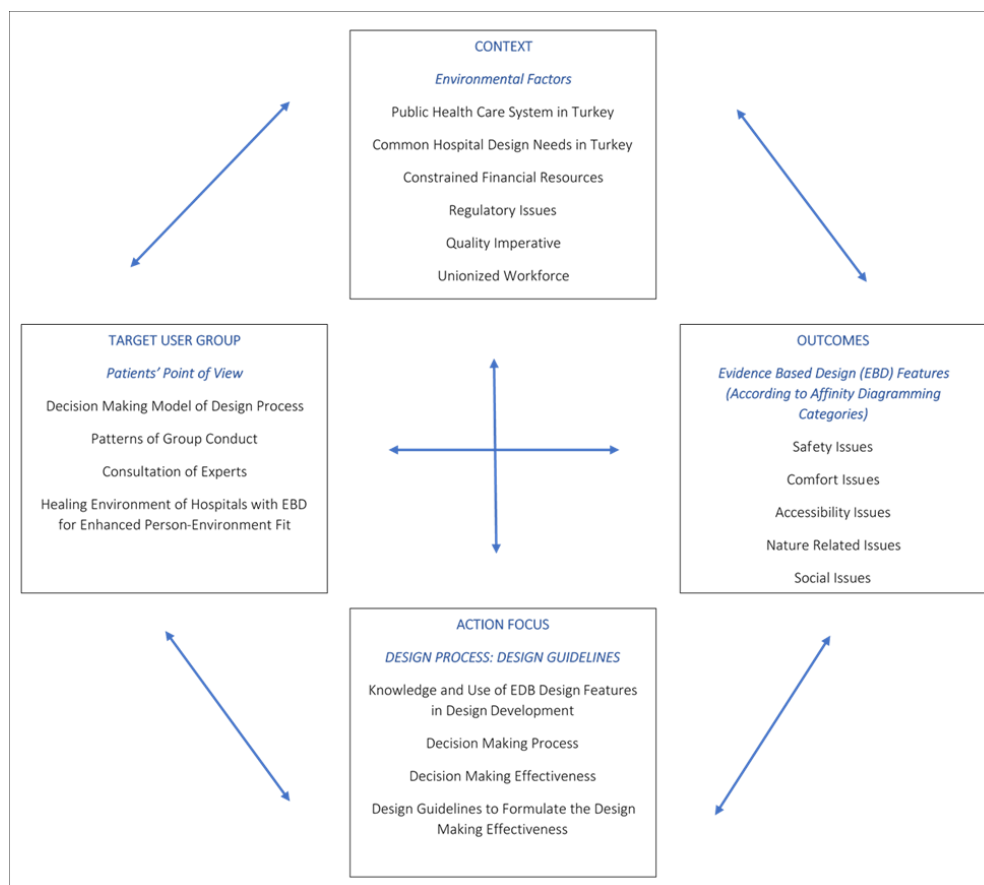 CONTEXT
Environmental Factors
Public Health Care System in Turkey
Common Hospital Design Needs in Turkey
Constrained Financial Resources
Regulatory Issues
Quality Imperative
Unionized Workforce
TARGET USER GROUP
Patients' Point of View
Decision Making Model of Design Process
Patterns of Group Conduct
Consultation of Experts
Healing Environment of Hospitals with EBD
for Enhanced Person-Environment Fit
OUTCOMES
Evidence Based Design (EBD) Features
(According to Affinity Diagramming
Categories)
Safety Issues
Comfort Issues
Accessibility Issues
Nature Related Issues
Social Issues
ACTION FOCUS
DESIGN PROCESS: DESIGN GUIDELINES
Knowledge and Use of EDB Design Features
in Design Development
Decision Making Process
Decision Making Effectiveness
Design Guidelines to Formulate the Design
Making Effectiveness